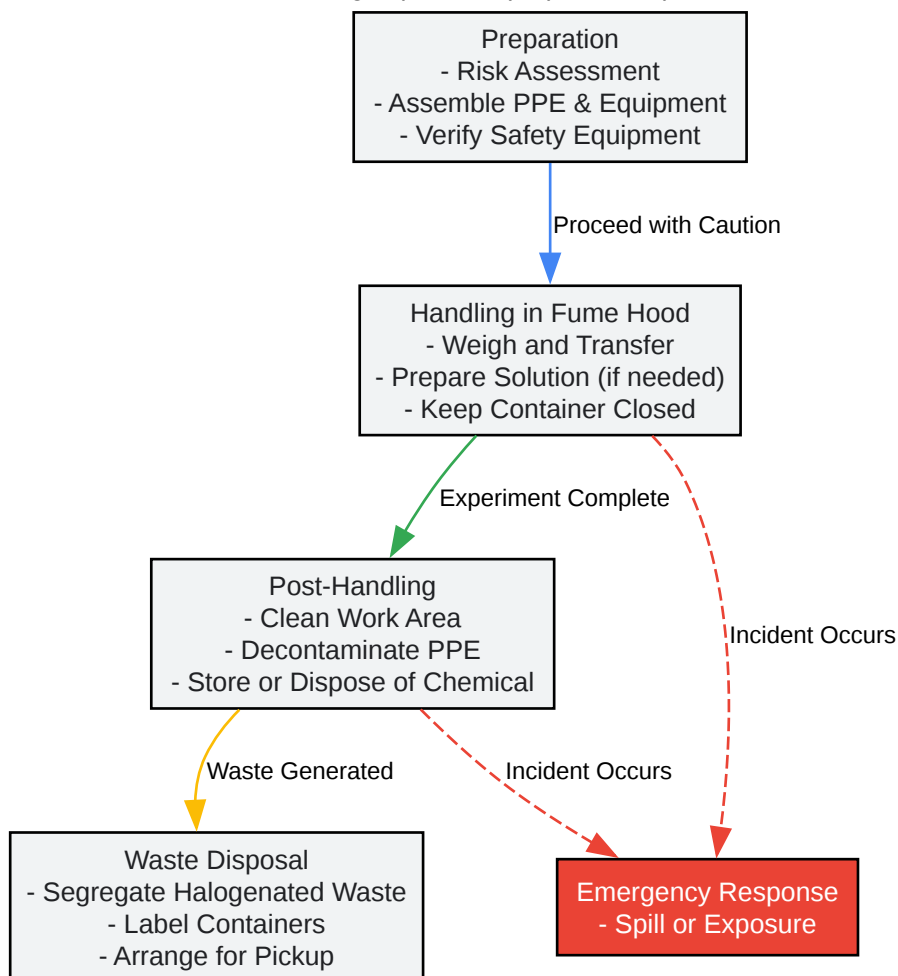 Preparation
- Risk Assessment
- Assemble PPE & Equipment
- Verify Safety Equipment
Proceed with Caution
Handling in Fume Hood
- Weigh and Transfer
- Prepare Solution (if needed)
- Keep Container Closed
Experiment Complete
Incident Occurs
Post-Handling
- Clean Work Area
- Decontaminate PPE
- Store or Dispose of Chemical
Waste Generated
Incident Occurs
Waste Disposal
- Segregate Halogenated Waste
- Label Containers
- Arrange for Pickup
Emergency Response
- Spill or Exposure